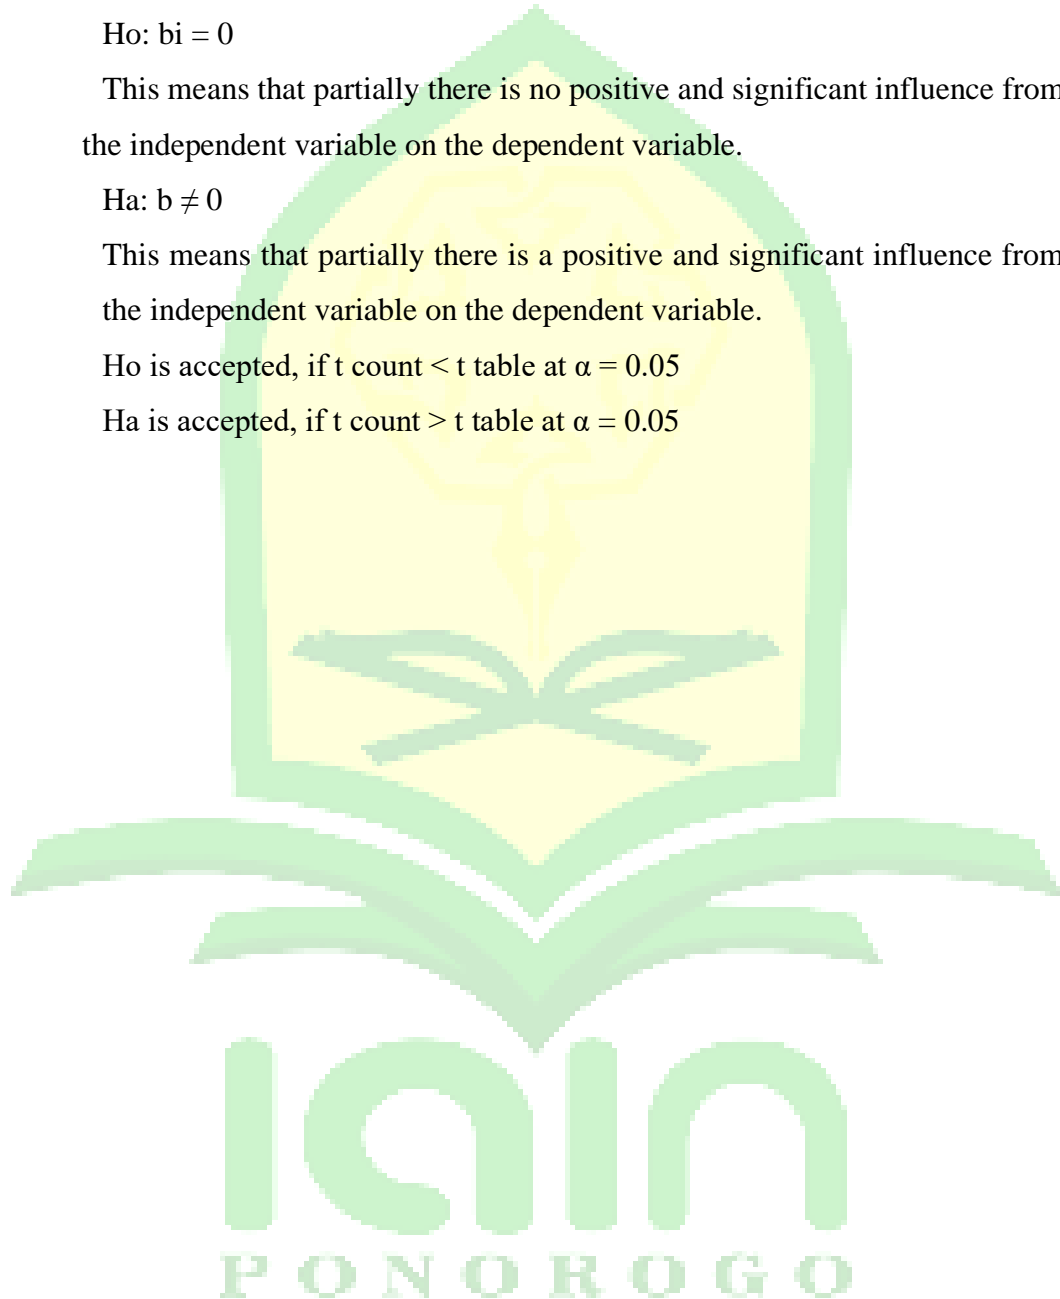 Ho: bi = 0
This means that partially there is no positive and significant influence from
the independent variable on the dependent variable.
Ha: b ≠ 0
This means that partially there is a positive and significant influence from
the independent variable on the dependent variable.
Ho is accepted, if t count < t table at α = 0.05
Ha is accepted, if t count > t table at α = 0.05
iain
PONOROGO